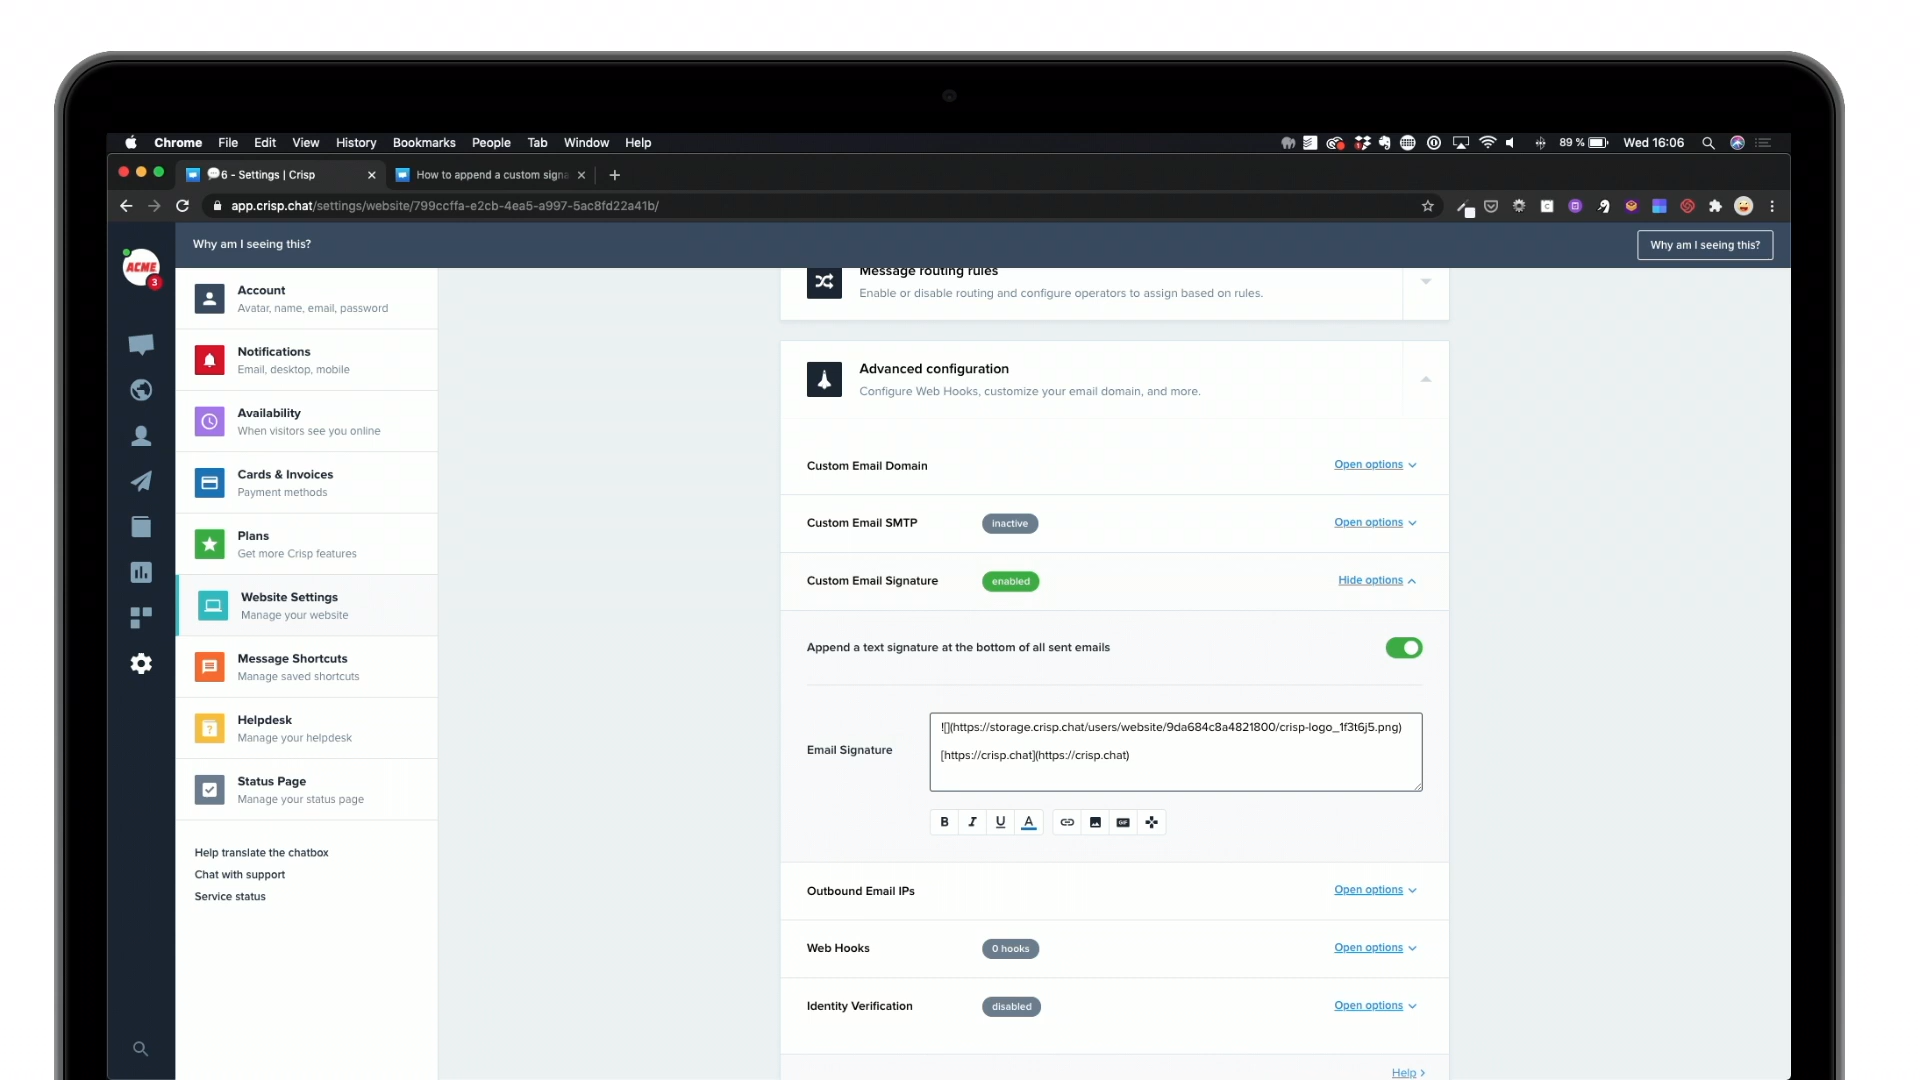 Chrome File Edit View History Bookmarks People Tab Window Help 89 % Wed 16:06
6 - Settings | Crisp
How to append a custom signa
app.crisp.chat/settings/website/799ccffa-e2cb-4ea5-a997-5ac8fd22a41b/
Why am I seeing this?
Why am I seeing this?
ACME
3
Account
Avatar, name, email, password
Notifications
Email, desktop, mobile
Availability
When visitors see you online
Cards & Invoices
Payment methods
Plans
Get more Crisp features
Website Settings
Manage your website
Message Shortcuts
Manage saved shortcuts
Helpdesk
Manage your helpdesk
Status Page
Manage your status page
Help translate the chatbox
Chat with support
Service status
Message routing rules
Enable or disable routing and configure operators to assign based on rules.
Advanced configuration
Configure Web Hooks, customize your email domain, and more.
Custom Email Domain Open options
Custom Email SMTP inactive Open options
Custom Email Signature enabled Hide options
Append a text signature at the bottom of all sent emails
Email Signature
![](https://storage.crisp.chat/users/website/9da684c8a4821800/crisp-logo_1f3t6j5.png)
[https://crisp.chat](https://crisp.chat)
B I U A GIF
Outbound Email IPs Open options
Web Hooks 0 hooks Open options
Identity Verification disabled Open options
Help